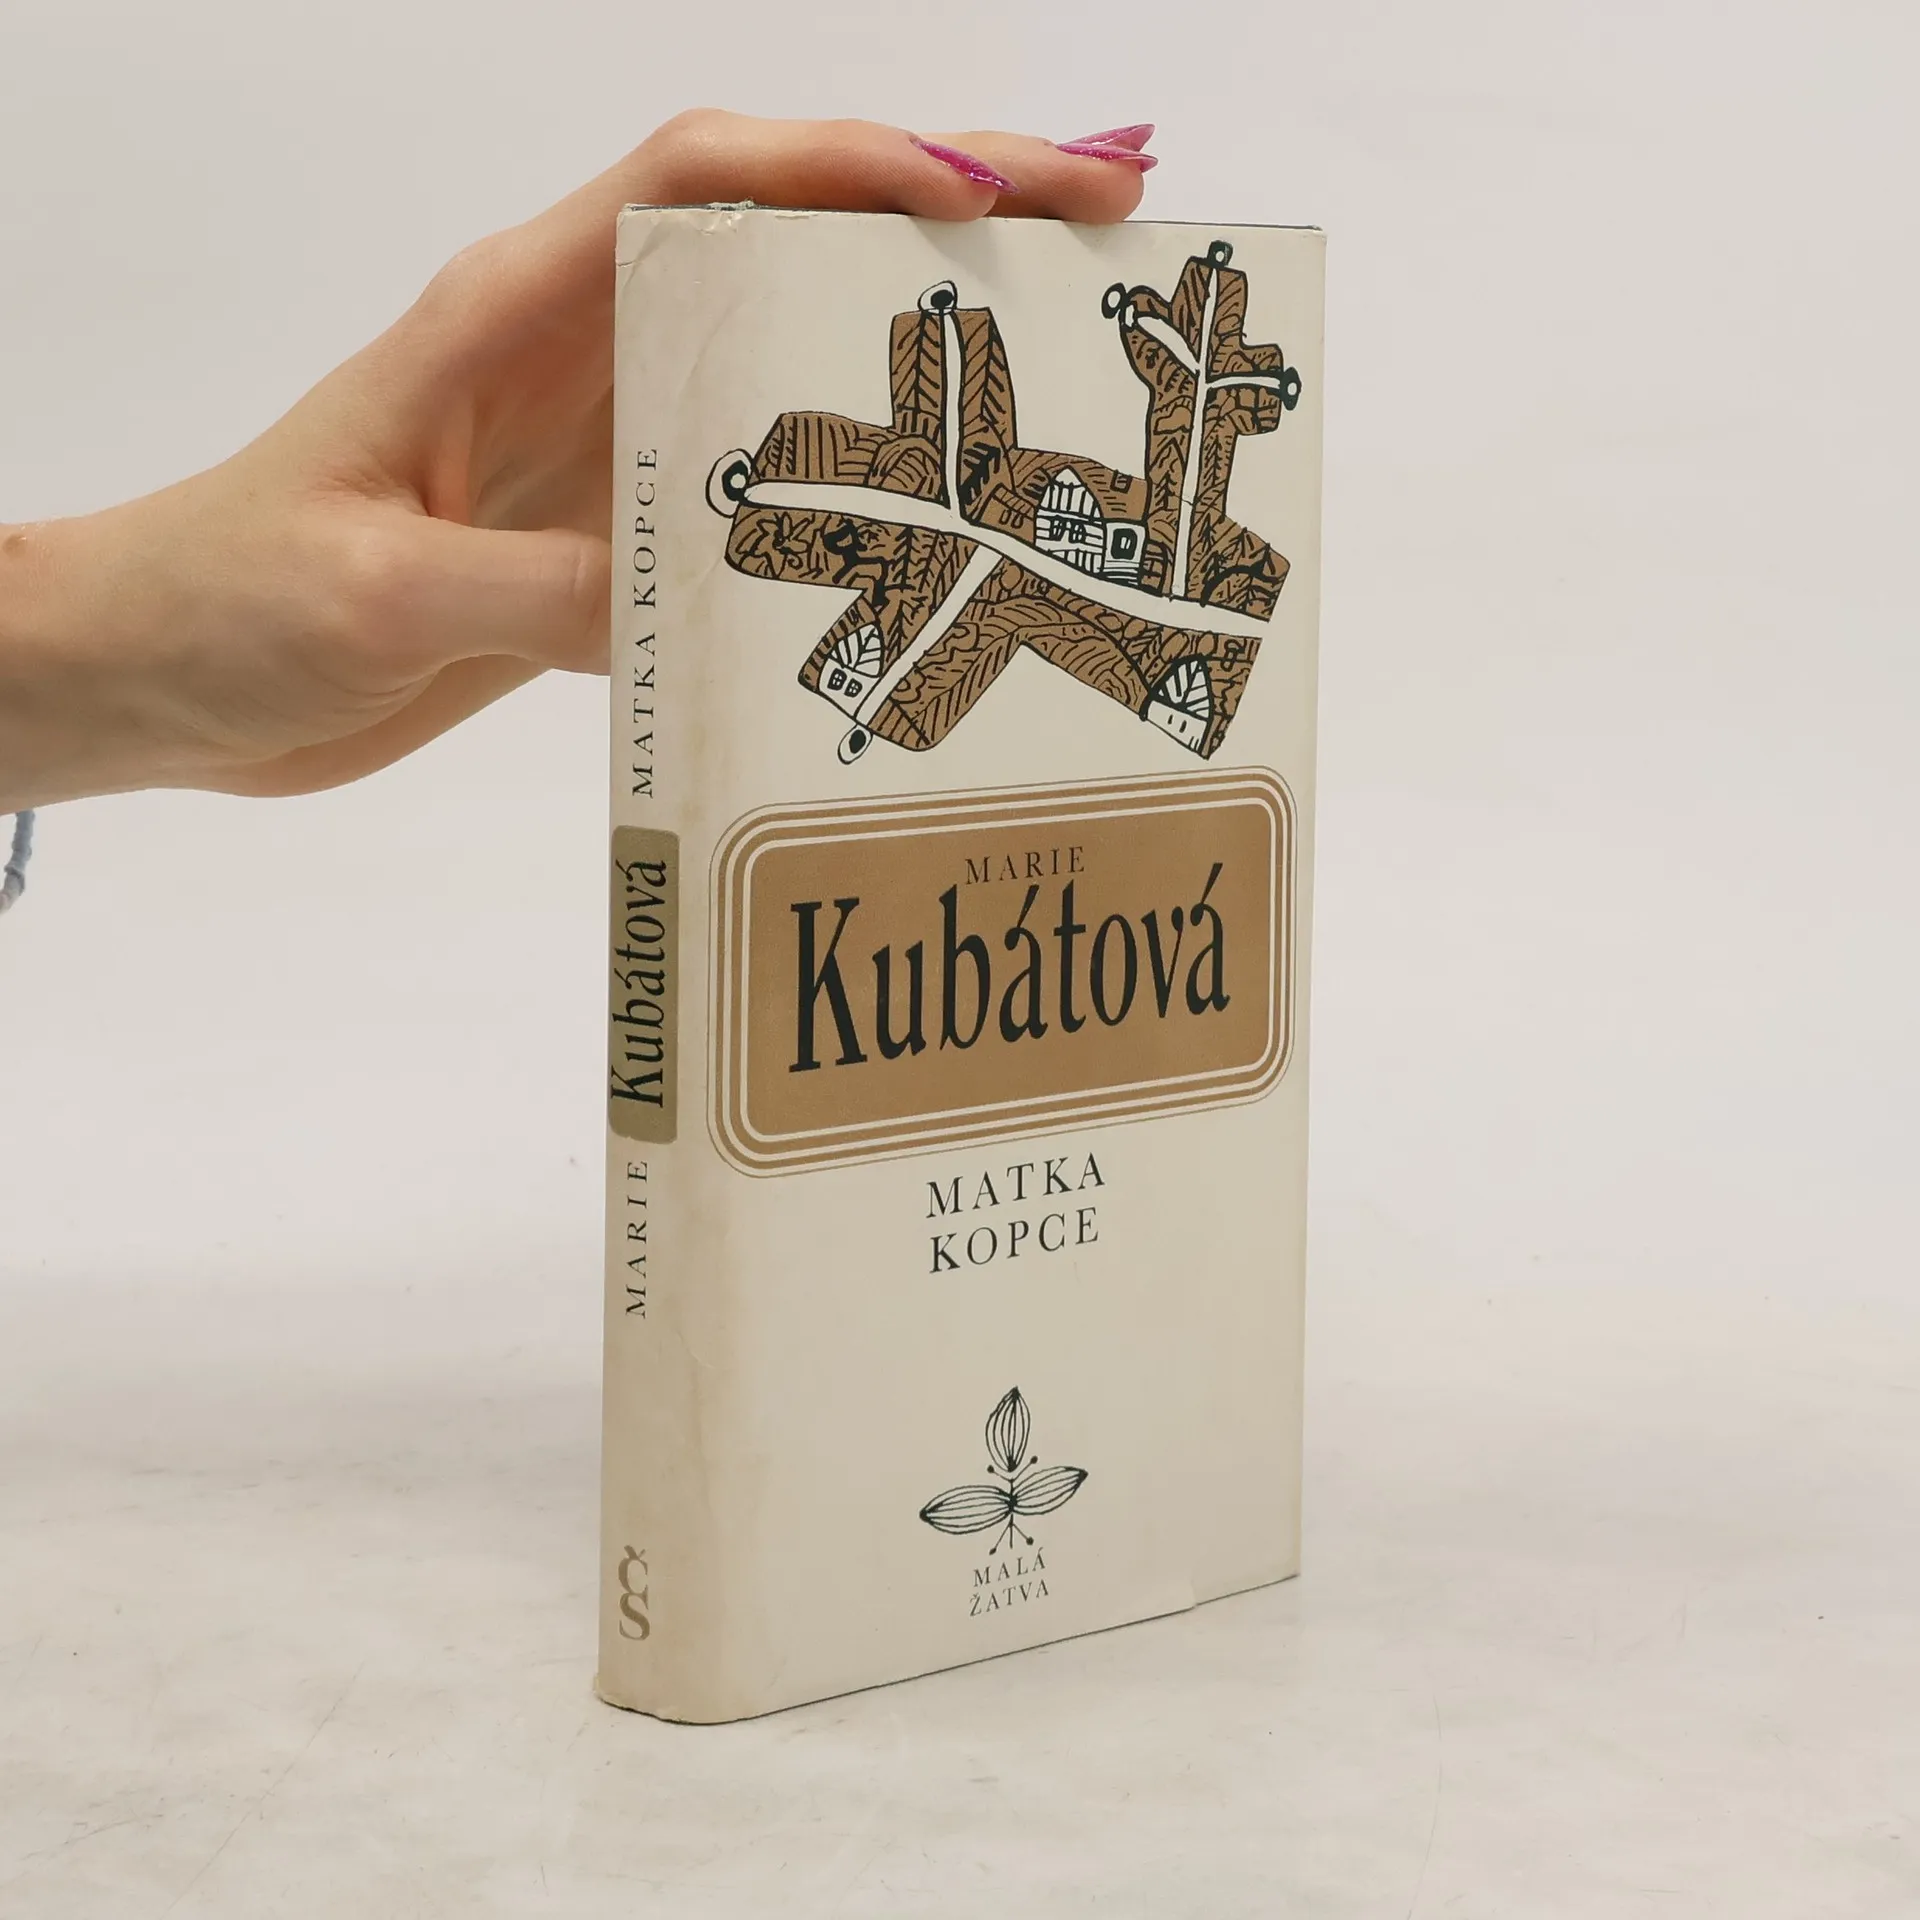 MARIE Kubátová MATKA KOPCE
ČS
MARIE
Kubátová
MATKA
KOPCE
MALÁ
ŽATVA